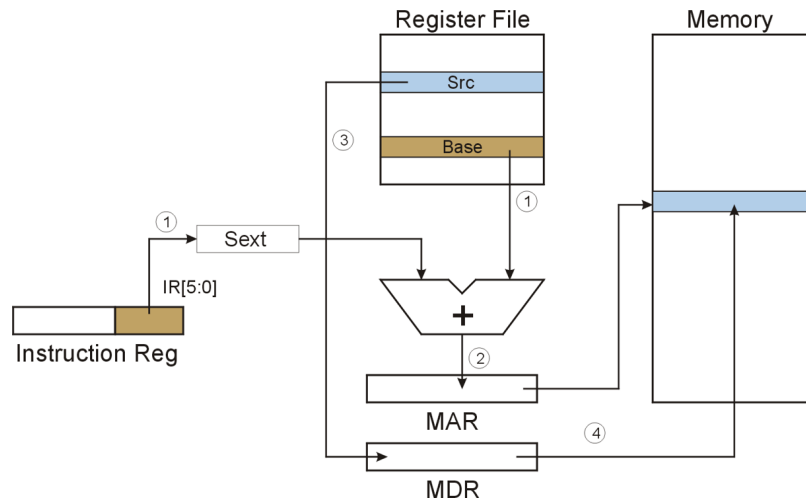 Register File
Memory
Src
③
Base
①
①
Sext
IR[5:0]
+
②
Instruction Reg
MAR
④
MDR